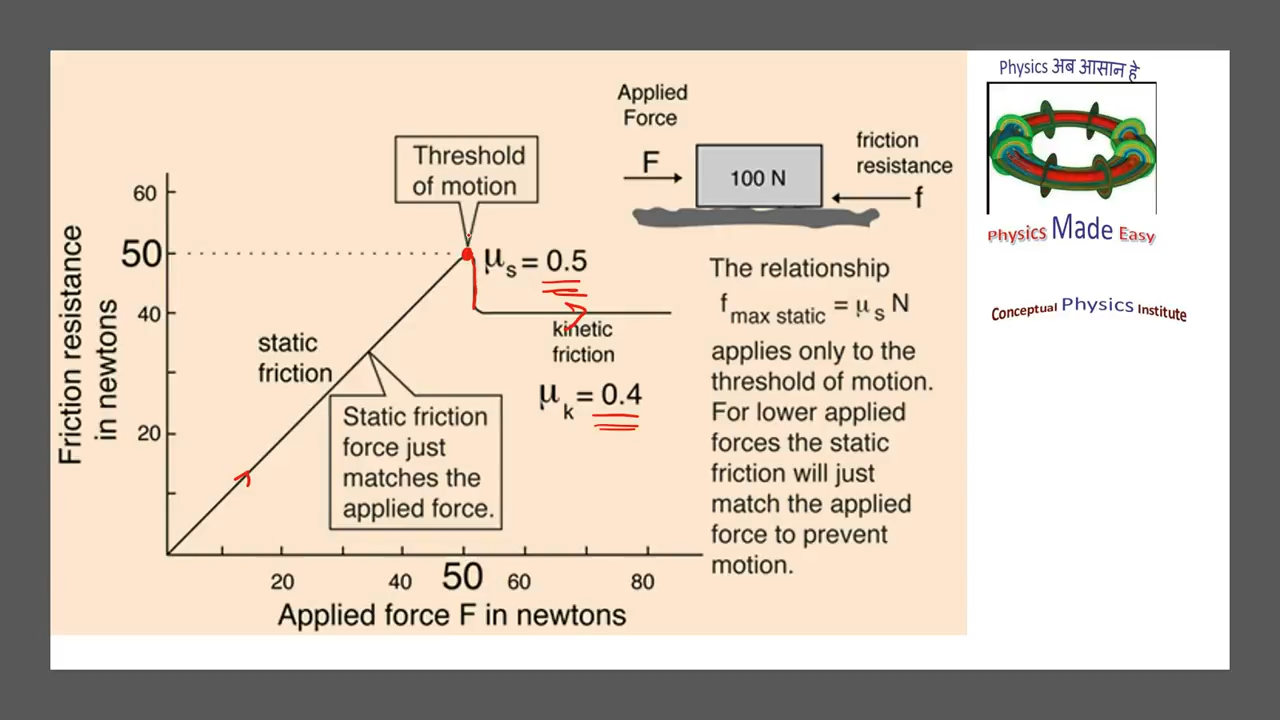 Physics अब आसान हे
Physics Made Easy
Conceptual Physics Institute
Applied
Force
F
100 N
friction
resistance
f
Threshold
of motion
60
50
40
20
Friction resistance
in newtons
μs = 0.5
kinetic
friction
μk = 0.4
static
friction
Static friction
force just
matches the
applied force.
20 40 50 60 80
Applied force F in newtons
The relationship
f max static = μs N
applies only to the
threshold of motion.
For lower applied
forces the static
friction will just
match the applied
force to prevent
motion.